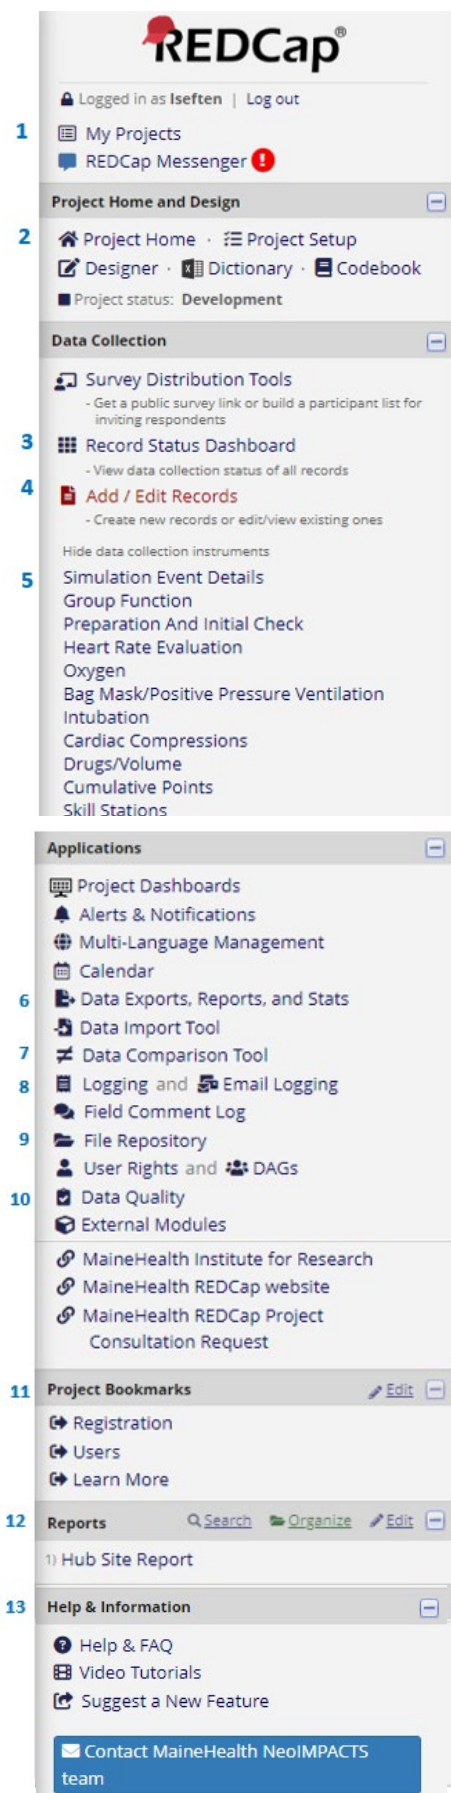 REDCap®
Logged in as lseften | Log out
1 My Projects
REDCap Messenger
Project Home and Design
2 Project Home · Project Setup
Designer · Dictionary · Codebook
Project status: Development
Data Collection
Survey Distribution Tools
- Get a public survey link or build a participant list for
inviting respondents
3 Record Status Dashboard
- View data collection status of all records
4 Add / Edit Records
- Create new records or edit/view existing ones
Hide data collection instruments
5 Simulation Event Details
Group Function
Preparation And Initial Check
Heart Rate Evaluation
Oxygen
Bag Mask/Positive Pressure Ventilation
Intubation
Cardiac Compressions
Drugs/Volume
Cumulative Points
Skill Stations
Applications
Project Dashboards
Alerts & Notifications
Multi-Language Management
Calendar
6 Data Exports, Reports, and Stats
Data Import Tool
7 Data Comparison Tool
8 Logging and Email Logging
Field Comment Log
9 File Repository
User Rights and DAGs
10 Data Quality
External Modules
MaineHealth Institute for Research
MaineHealth REDCap website
MaineHealth REDCap Project
Consultation Request
11 Project Bookmarks Edit
Registration
Users
Learn More
12 Reports Search Organize Edit
1) Hub Site Report
13 Help & Information
Help & FAQ
Video Tutorials
Suggest a New Feature
Contact MaineHealth NeoIMPACTS
team